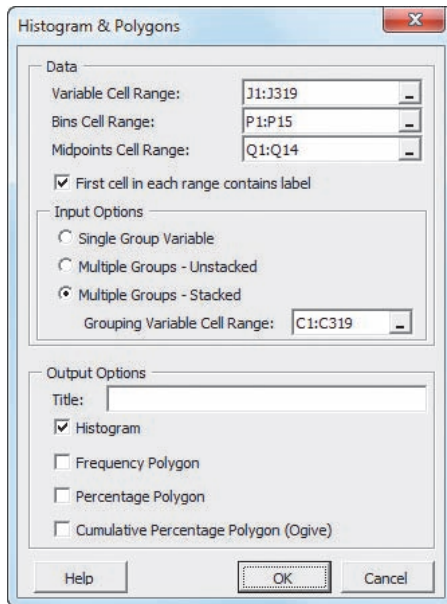 Histogram & Polygons
Data
Variable Cell Range: J1:J319
Bins Cell Range: P1:P15
Midpoints Cell Range: Q1:Q14
First cell in each range contains label
Input Options
Single Group Variable
Multiple Groups - Unstacked
Multiple Groups - Stacked
Grouping Variable Cell Range: C1:C319
Output Options
Title:
Histogram
Frequency Polygon
Percentage Polygon
Cumulative Percentage Polygon (Ogive)
Help OK Cancel